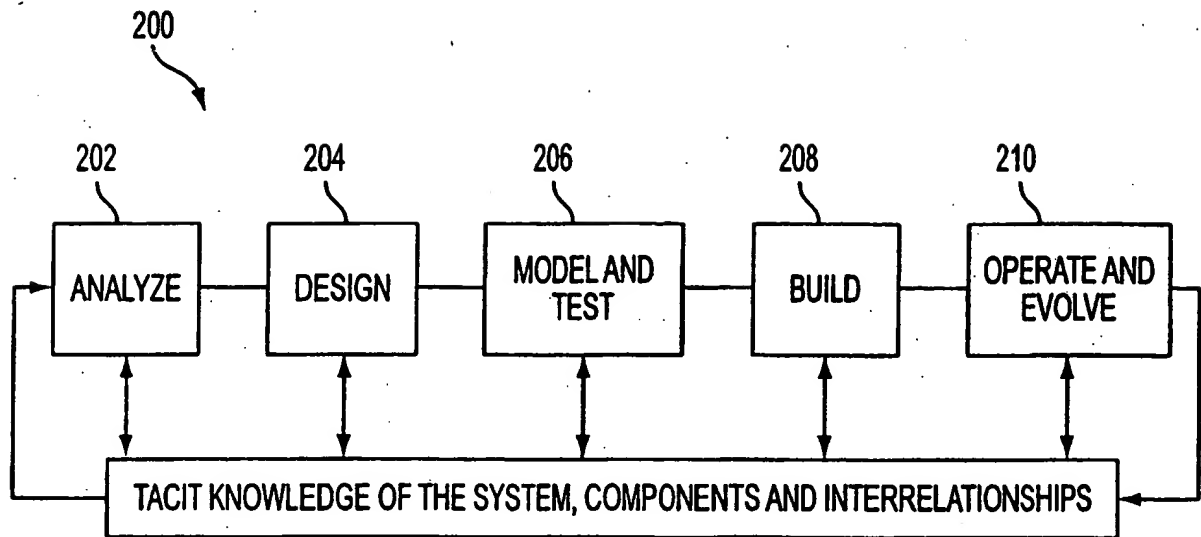 200
202
204
206
208
210
ANALYZE
DESIGN
MODEL AND
TEST
BUILD
OPERATE AND
EVOLVE
TACIT KNOWLEDGE OF THE SYSTEM, COMPONENTS AND INTERRELATIONSHIPS